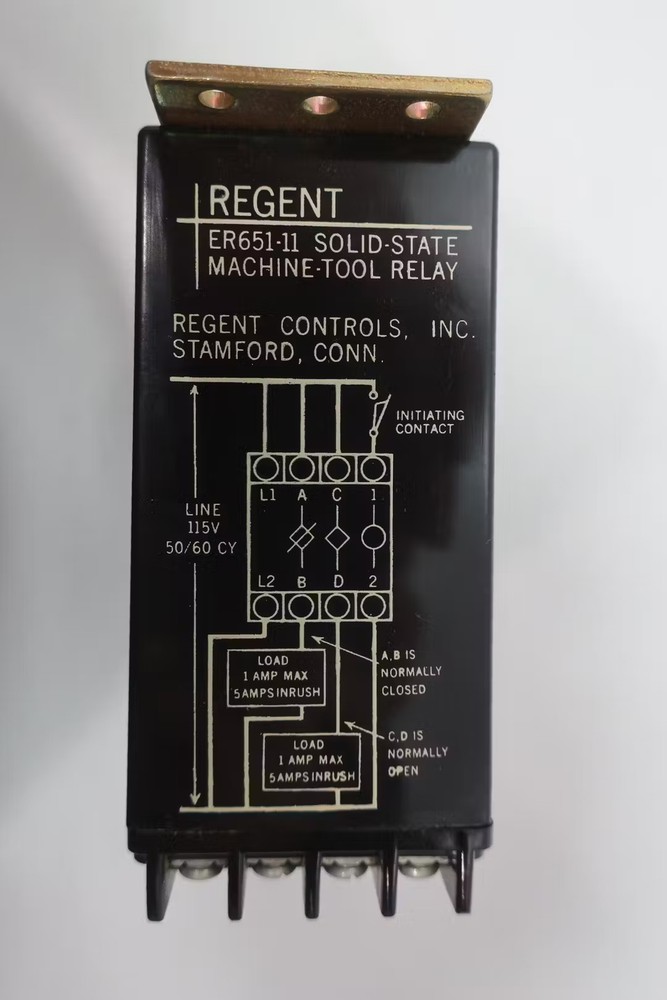 REGENT
ER651-11 SOLID-STATE
MACHINE-TOOL RELAY
REGENT CONTROLS, INC.
STAMFORD, CONN.
INITIATING
CONTACT
L1 A C 1
LINE
115V
50/60 CY
L2 B D 2
LOAD
1 AMP MAX
5AMPS INRUSH
A,B IS
NORMALLY
CLOSED
LOAD
1 AMP MAX
5AMPS INRUSH
C,D IS
NORMALLY
OPEN